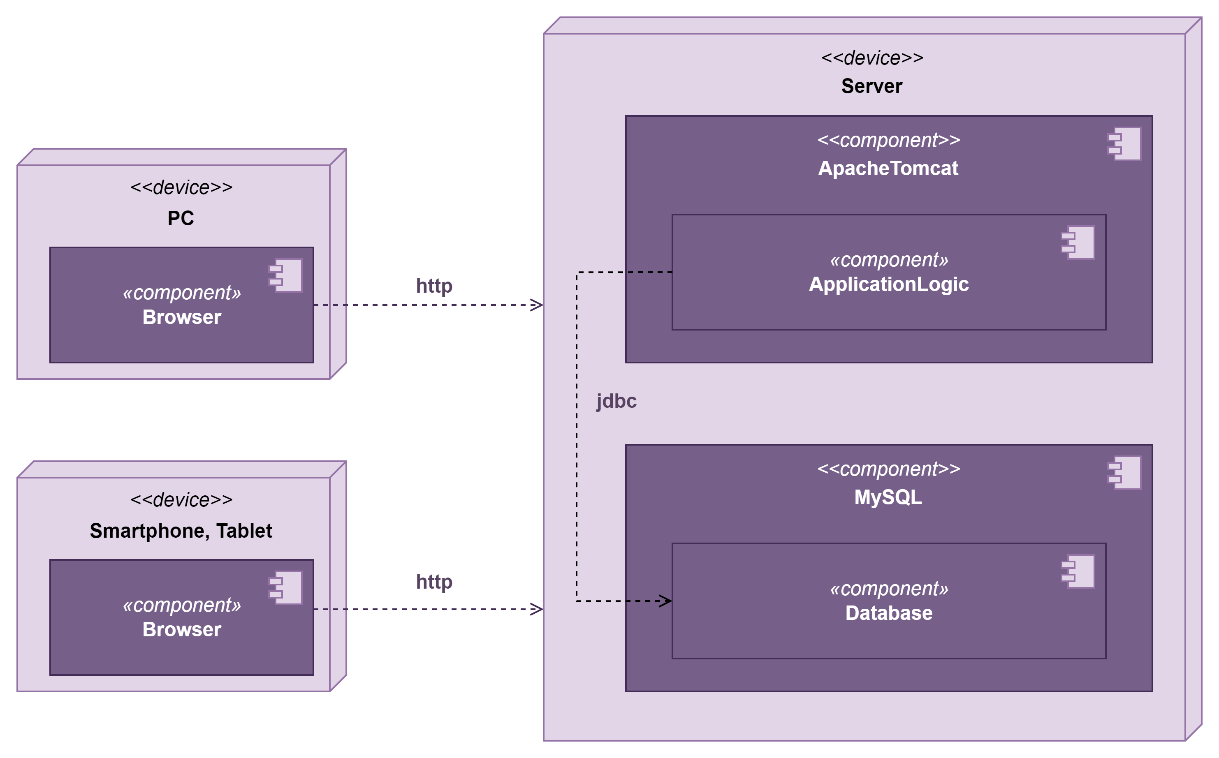 <<device>>
Server
<<component>>
ApacheTomcat
«component»
ApplicationLogic
<<device>>
PC
«component»
Browser
http
jdbc
<<component>>
MySQL
«component»
Database
<<device>>
Smartphone, Tablet
«component»
Browser
http